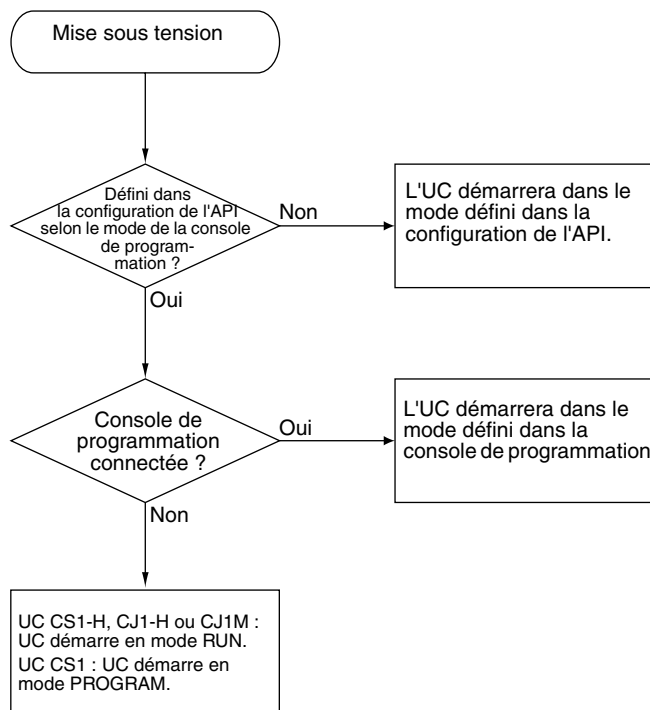 Mise sous tension
Défini dans
la configuration de l'API
selon le mode de la console
de program-
mation ?
Non
L'UC démarrera dans le
mode défini dans la
configuration de l'API.
Oui
Console de
programmation
connectée ?
Oui
L'UC démarrera dans le
mode défini dans la
console de programmation
Non
UC CS1-H, CJ1-H ou CJ1M :
UC démarre en mode RUN.
UC CS1 : UC démarre en
mode PROGRAM.